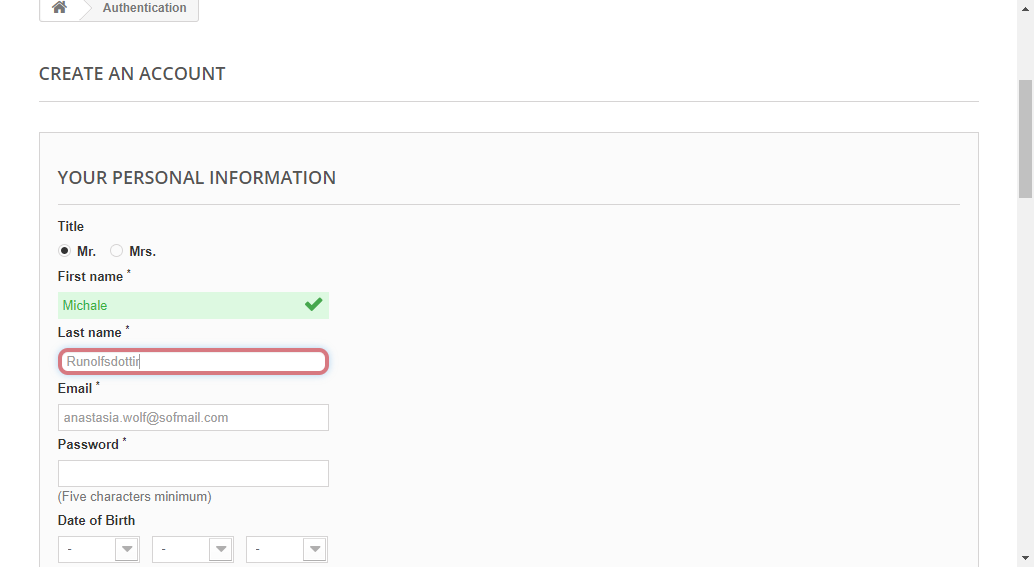 Authentication
CREATE AN ACCOUNT
YOUR PERSONAL INFORMATION
Title
Mr. Mrs.
First name *
Michale
Last name *
Runolfsdottir
Email *
anastasia.wolf@sofmail.com
Password *
(Five characters minimum)
Date of Birth
- - -